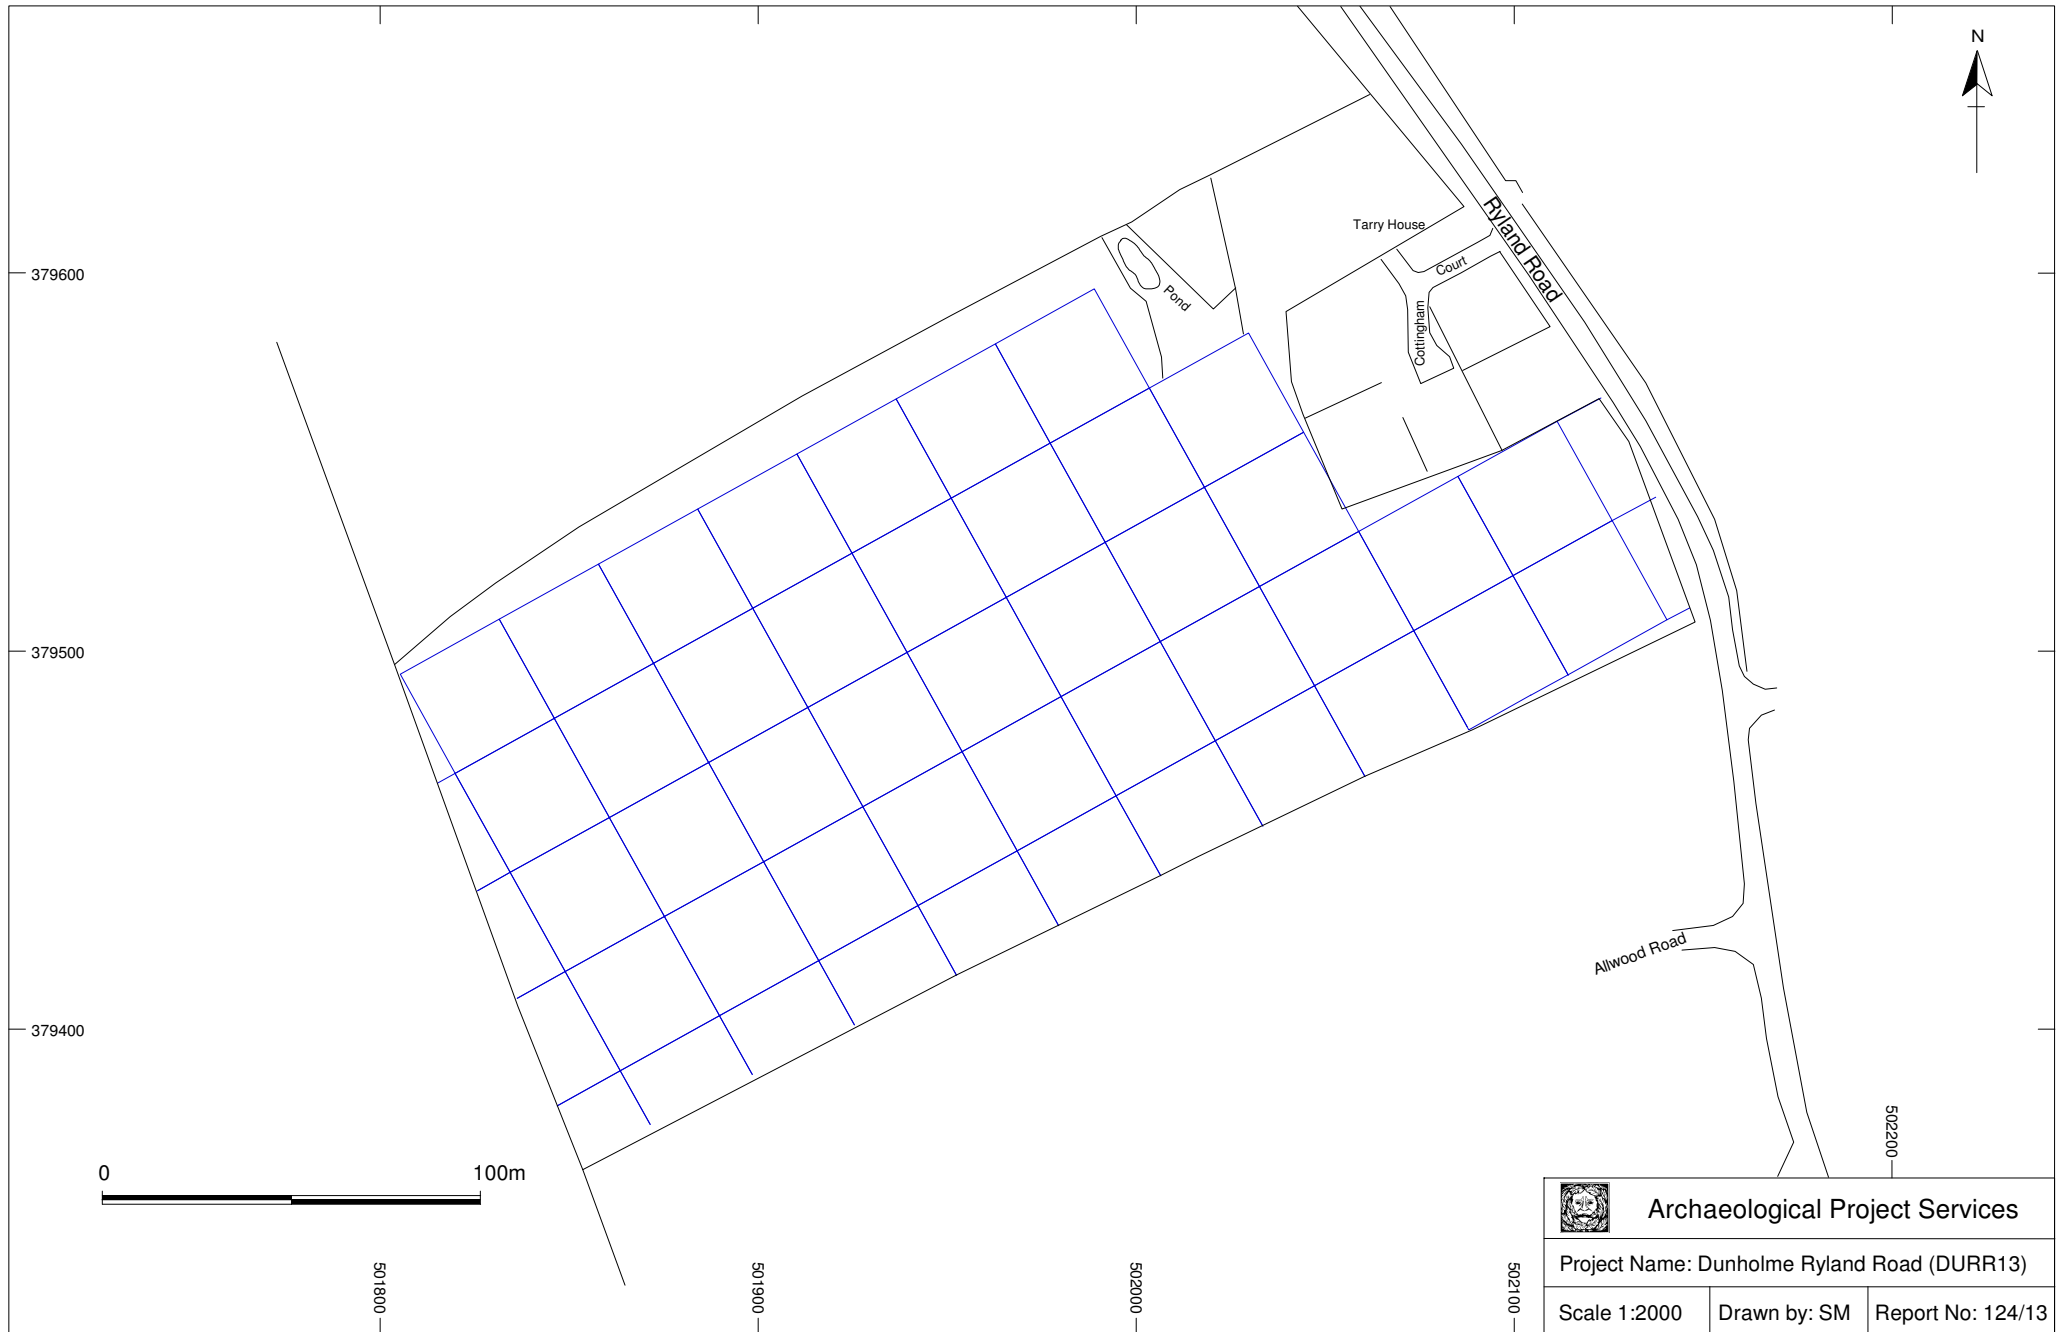 N
Ryland Road
Tarry House
Court
Pond
Cottingham
379600
379500
Allwood Road
379400
0 100m
501800
501900
502000
502100
502200
Archaeological Project Services
Project Name: Dunholme Ryland Road (DURR13)
Scale 1:2000 Drawn by: SM Report No: 124/13